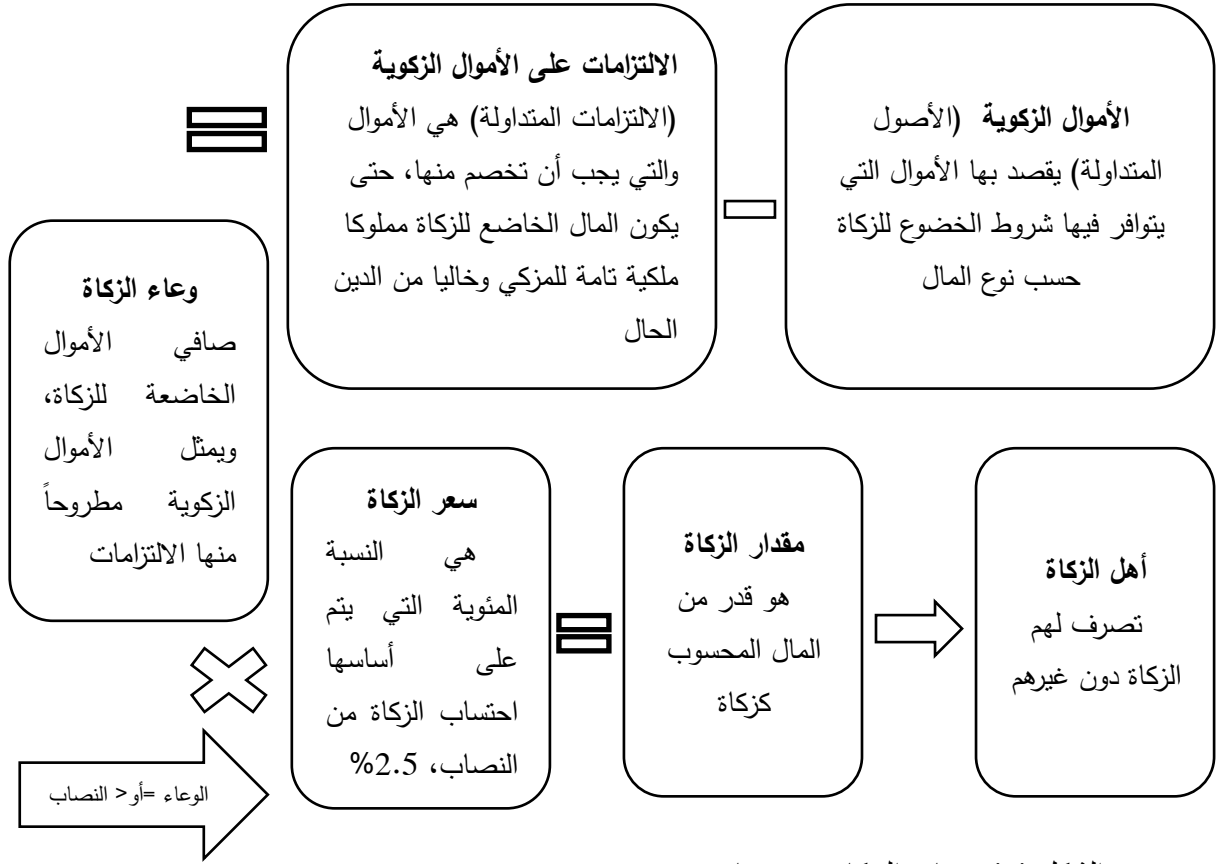 الأموال الزكوية (الأصول
المتداولة) يقصد بها الأموال التي
يتوافر فيها شروط الخضوع للزكاة
حسب نوع المال
الالتزامات على الأموال الزكوية
(الالتزامات المتداولة) هي الأموال
والتي يجب أن تخصم منها، حتى
يكون المال الخاضع للزكاة مملوكا
ملكية تامة للمزكي وخاليا من الدين
الحال
وعاء الزكاة
صافي الأموال
الخاضعة للزكاة،
ويمثل الأموال
الزكوية مطروحاً
منها الالتزامات
الوعاء =أو< النصاب
سعر الزكاة
هي النسبة
المئوية التي يتم
على أساسها
احتساب الزكاة من
النصاب، 2.5%
مقدار الزكاة
هو قدر من
المال المحسوب
كزكاة
أهل الزكاة
تصرف لهم
الزكاة دون غيرهم